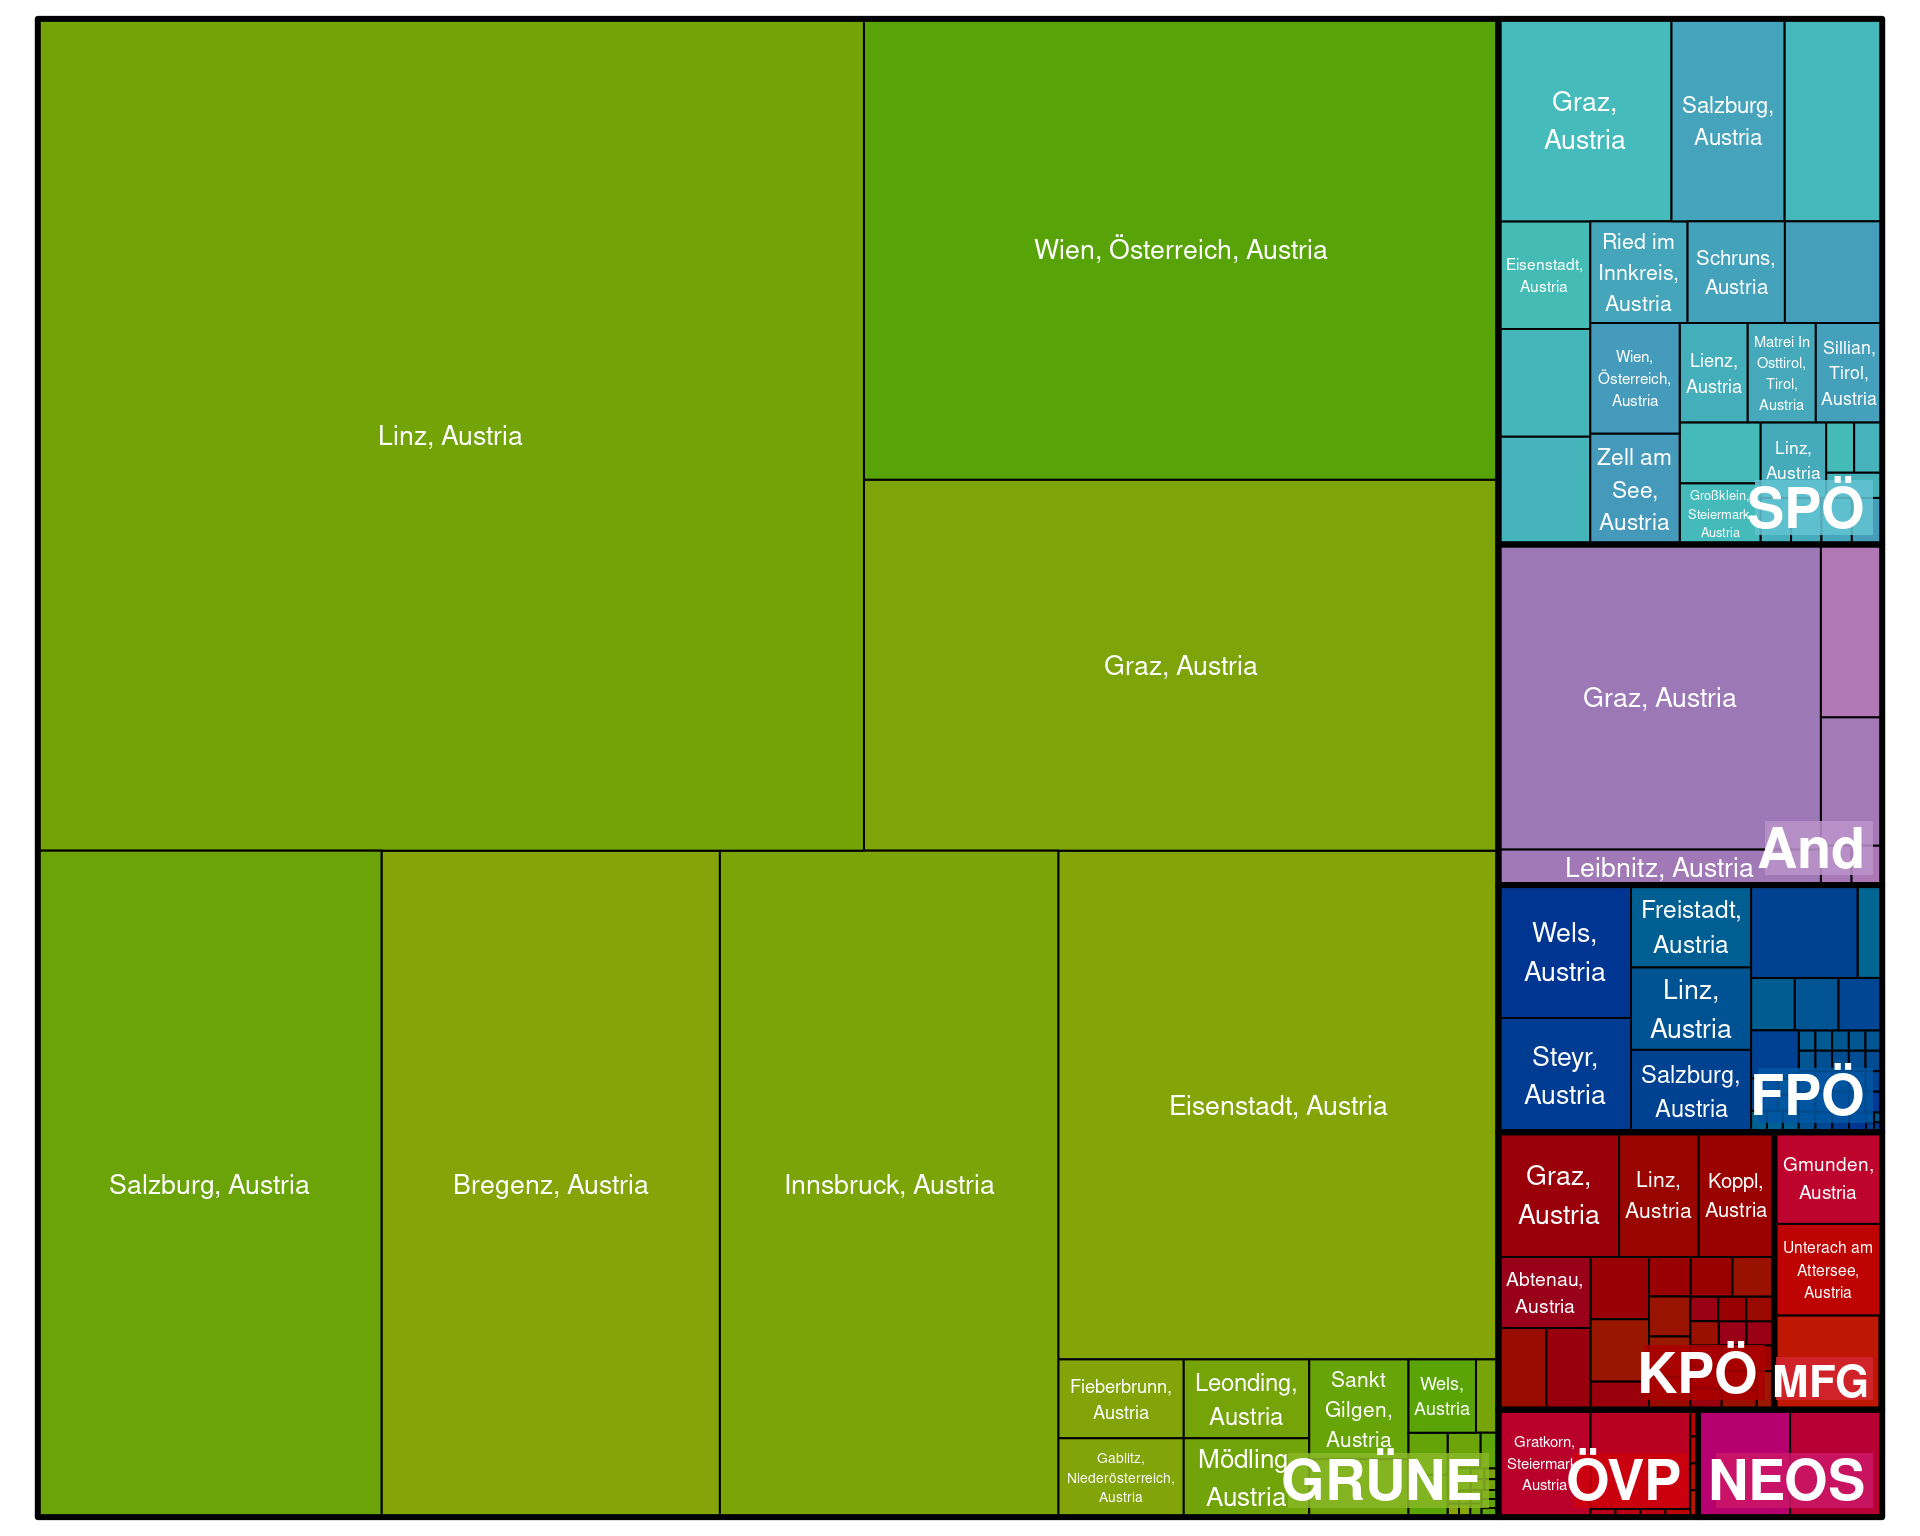 Linz, Austria
Wien, Österreich, Austria
Graz, Austria
Salzburg, Austria
Bregenz, Austria
Innsbruck, Austria
Eisenstadt, Austria
Fieberbrunn,
Austria
Gablitz,
Niederösterreich,
Austria
Leonding,
Austria
Mödling
Austria
Sankt
Gilgen,
Austria
Wels,
Austria
GRÜNE
Graz,
Austria
Salzburg,
Austria
Eisenstadt,
Austria
Ried im
Innkreis,
Austria
Schruns,
Austria
Wien,
Österreich,
Austria
Zell am
See,
Austria
Lienz,
Austria
Matrei In
Osttirol,
Tirol,
Austria
Sillian,
Tirol,
Austria
Linz,
Austria
Großklein,
Steiermark
Austria
SPÖ
Graz, Austria
Leibnitz, Austria
And
Wels,
Austria
Steyr,
Austria
Freistadt,
Austria
Linz,
Austria
Salzburg,
Austria
FPÖ
Graz,
Austria
Linz,
Austria
Koppl,
Austria
Abtenau,
Austria
KPÖ
Gmunden,
Austria
Unterach am
Attersee,
Austria
MFG
Gratkorn,
Steiermark
Austria
ÖVP
NEOS